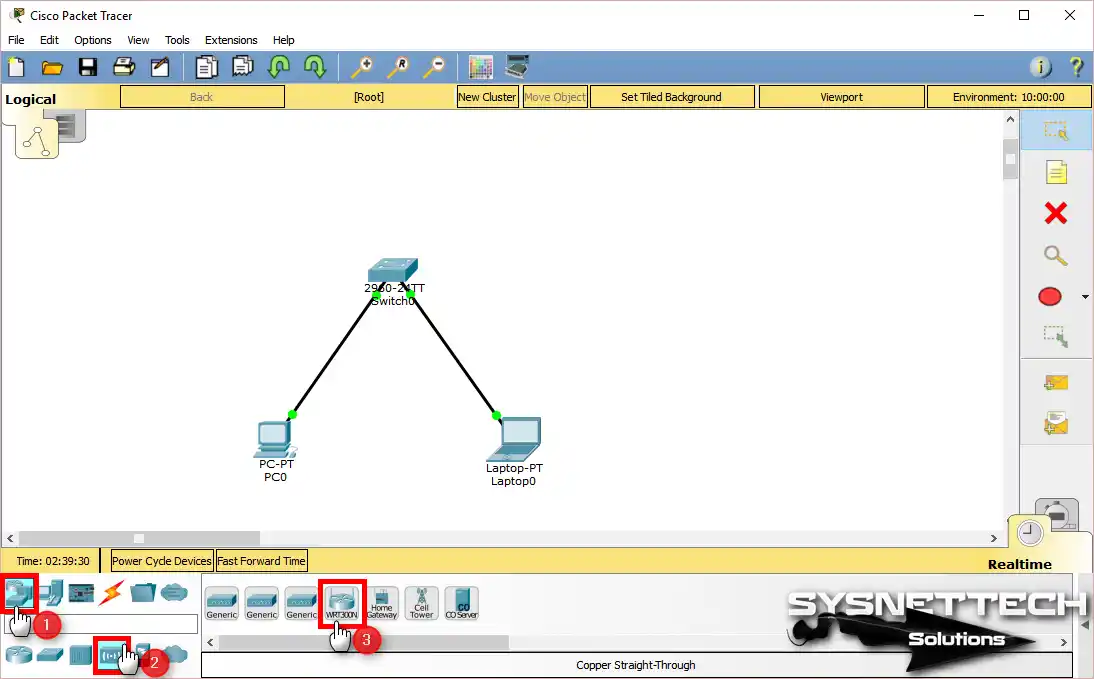 Cisco Packet Tracer
File Edit Options View Tools Extensions Help
R
i ?
Logical
Back [Root] New Cluster Move Object Set Tiled Background Viewport Environment: 10:00:00
2960-24TT
Switch0
PC-PT
PC0
Laptop-PT
Laptop0
Time: 02:39:30 Power Cycle Devices Fast Forward Time
Realtime
1
2
Generic Generic Generic WRT300N Home Gateway Cell Tower CO CO Server
3
Copper Straight-Through
SYSNETTECH
Solutions